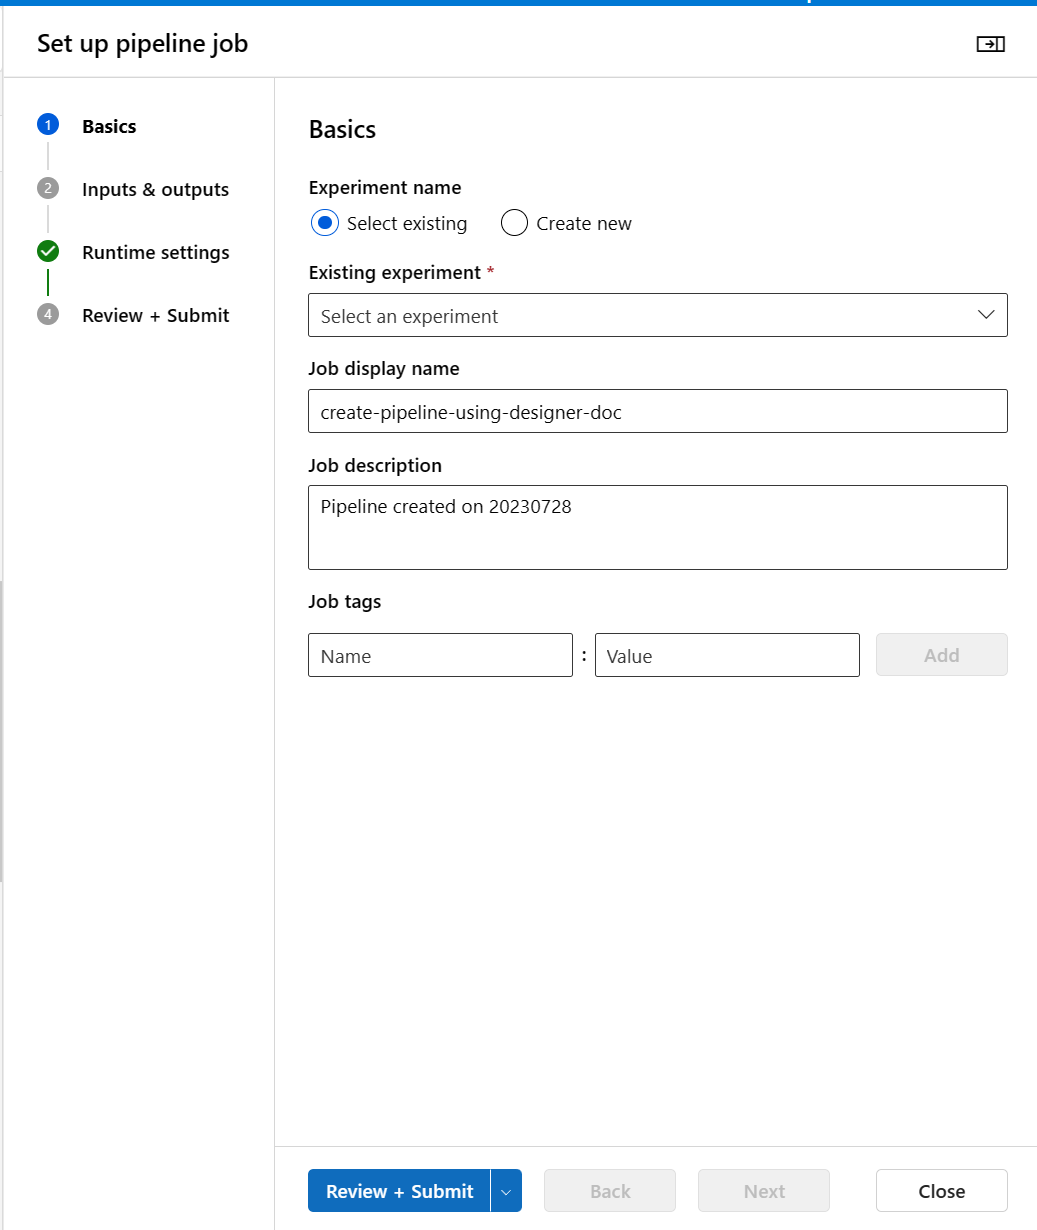 Set up pipeline job
1 Basics
2 Inputs & outputs
Runtime settings
4 Review + Submit
Basics
Experiment name
Select existing Create new
Existing experiment *
Select an experiment
Job display name
create-pipeline-using-designer-doc
Job description
Pipeline created on 20230728
Job tags
Name : Value Add
Review + Submit Back Next Close